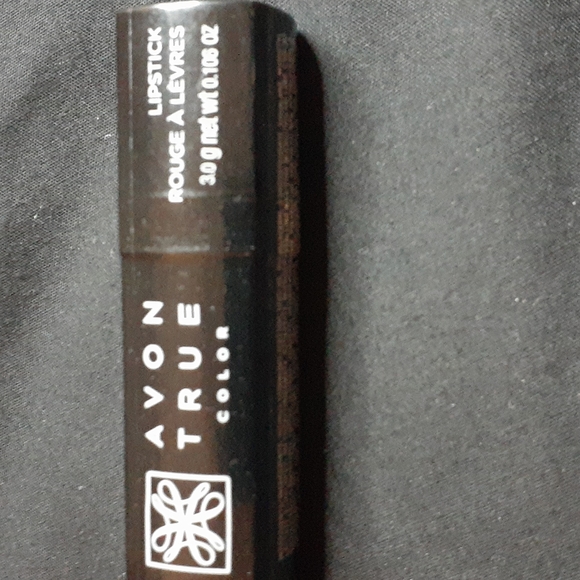 AVON
TRUE
COLOR
LIPSTICK
ROUGE À LÈVRES
3.0 g net wt 0.106 OZ